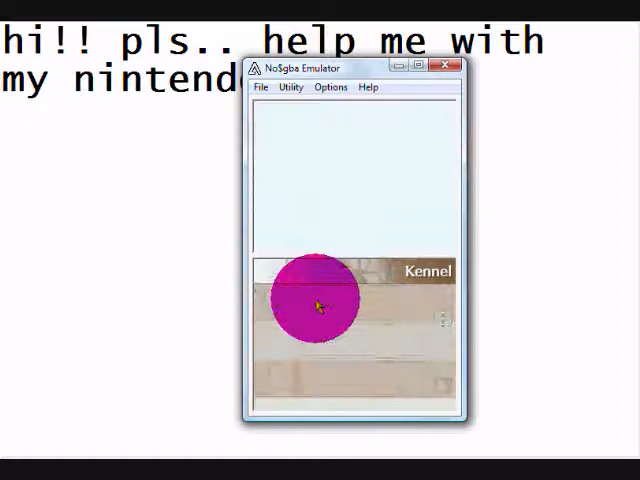 hi!! pls.. help me with
my nintend
No$gba Emulator
File Utility Options Help
Kennel